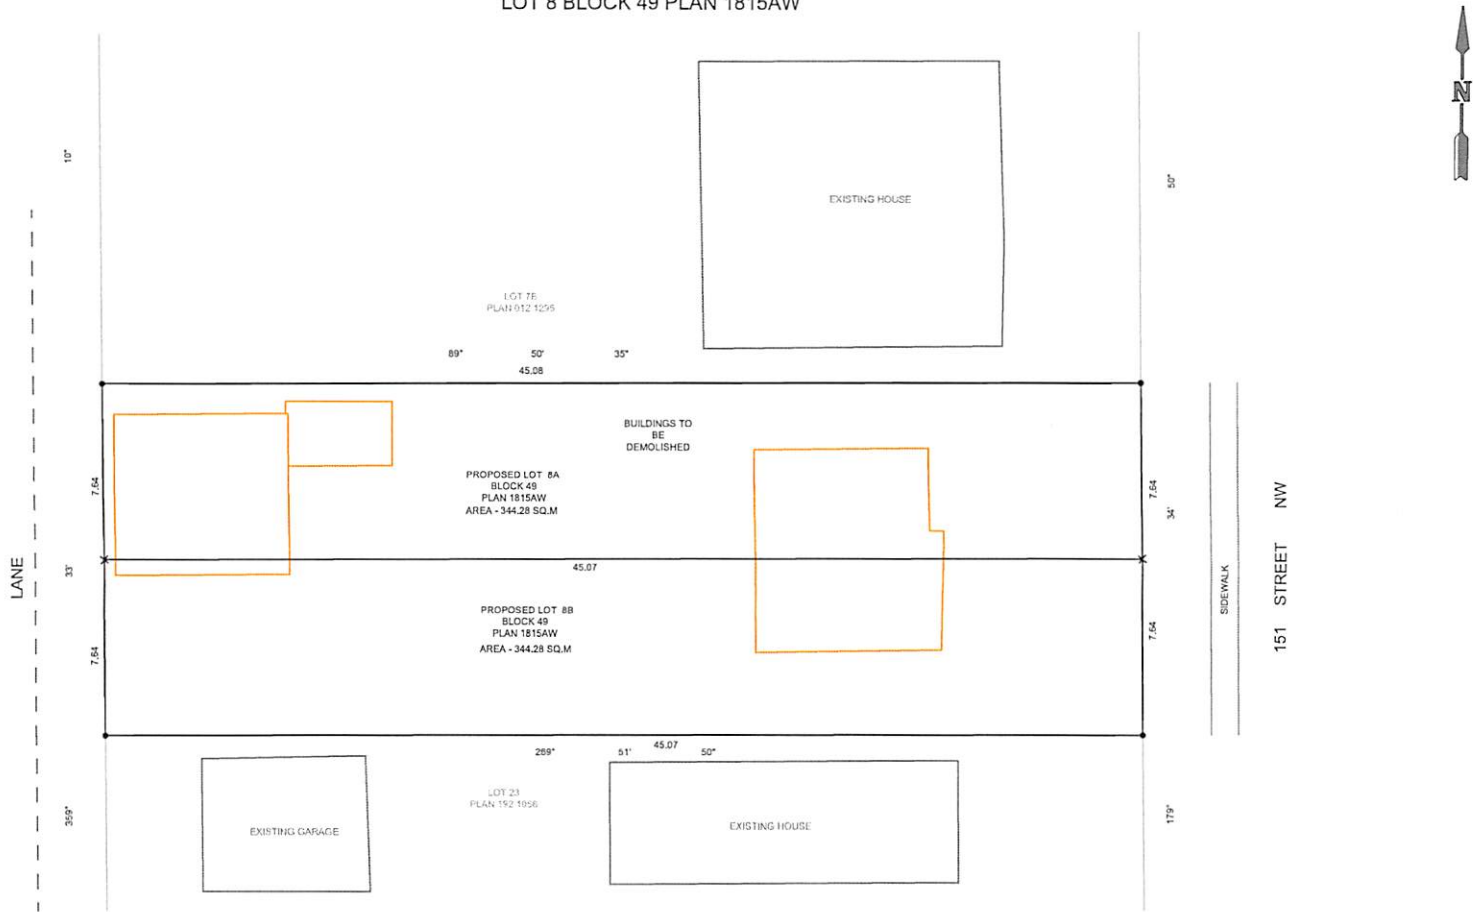 LOT 8 BLOCK 49 PLAN 1815AW
N
10"
50"
EXISTING HOUSE
LOT 7B
PLAN 012 1295
89° 50' 35"
45.08
BUILDINGS TO
BE
DEMOLISHED
PROPOSED LOT 8A
BLOCK 49
PLAN 1815AW
AREA - 344.28 SQ.M
7.64
7.64
34'
151 STREET NW
LANE
33'
45.07
SIDEWALK
PROPOSED LOT 8B
BLOCK 49
PLAN 1815AW
AREA - 344.28 SQ.M
7.64
7.64
269° 51' 45.07 50"
LOT 23
PLAN 192 1056
359°
EXISTING GARAGE
EXISTING HOUSE
179°